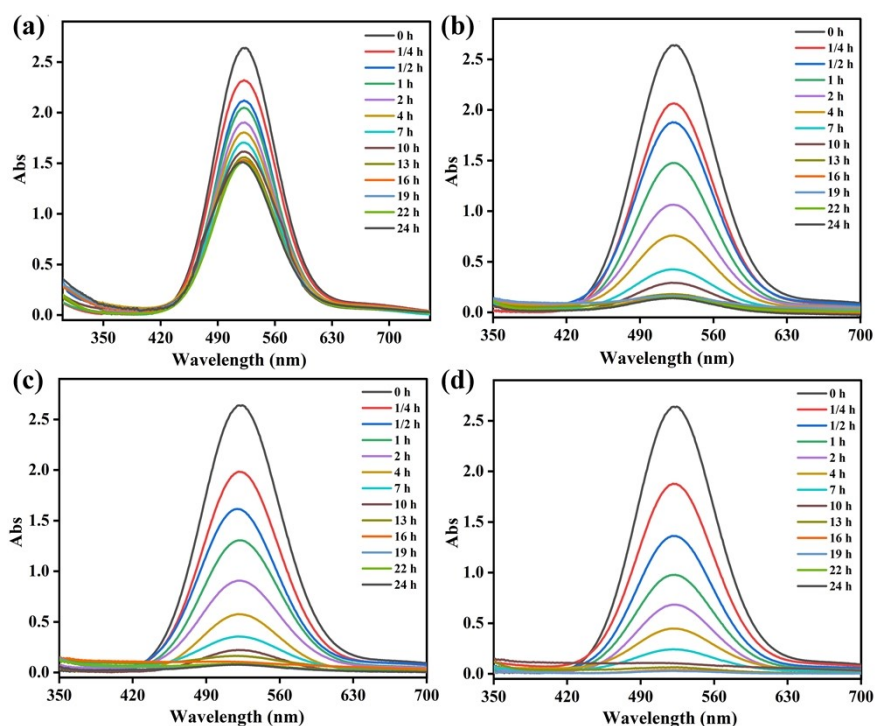 (a)
2.5
2.0
1.5
1.0
0.5
0.0
Abs
350 420 490 560 630 700
Wavelength (nm)
0 h
1/4 h
1/2 h
1 h
2 h
4 h
7 h
10 h
13 h
16 h
19 h
22 h
24 h
(b)
2.5
2.0
1.5
1.0
0.5
0.0
Abs
350 420 490 560 630 700
Wavelength (nm)
0 h
1/4 h
1/2 h
1 h
2 h
4 h
7 h
10 h
13 h
16 h
19 h
22 h
24 h
(c)
2.5
2.0
1.5
1.0
0.5
0.0
Abs
350 420 490 560 630 700
Wavelength (nm)
0 h
1/4 h
1/2 h
1 h
2 h
4 h
7 h
10 h
13 h
16 h
19 h
22 h
24 h
(d)
2.5
2.0
1.5
1.0
0.5
0.0
Abs
350 420 490 560 630 700
Wavelength (nm)
0 h
1/4 h
1/2 h
1 h
2 h
4 h
7 h
10 h
13 h
16 h
19 h
22 h
24 h